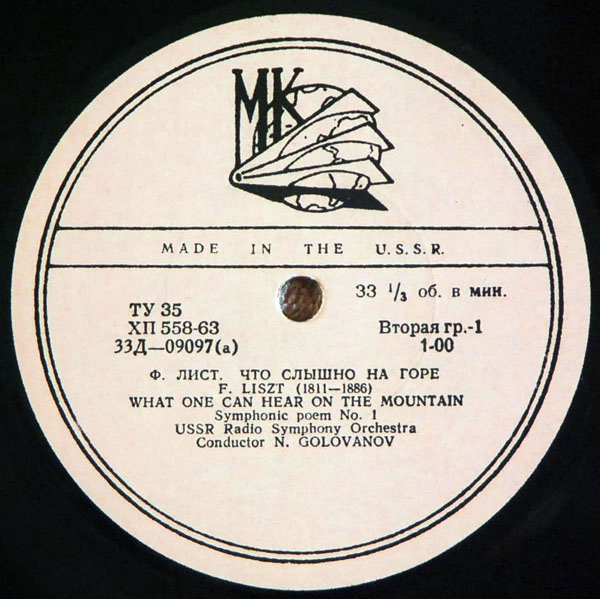 МК
MADE IN THE U.S.S.R.
33 1/3 об. в мин.
ТУ 35
ХП 558-63
33Д—09097(а)
Вторая гр.-1
1-00
Ф. ЛИСТ. ЧТО СЛЫШНО НА ГОРЕ
F. LISZT (1811—1886)
WHAT ONE CAN HEAR ON THE MOUNTAIN
Symphonic poem No. 1
USSR Radio Symphony Orchestra
Conductor N. GOLOVANOV